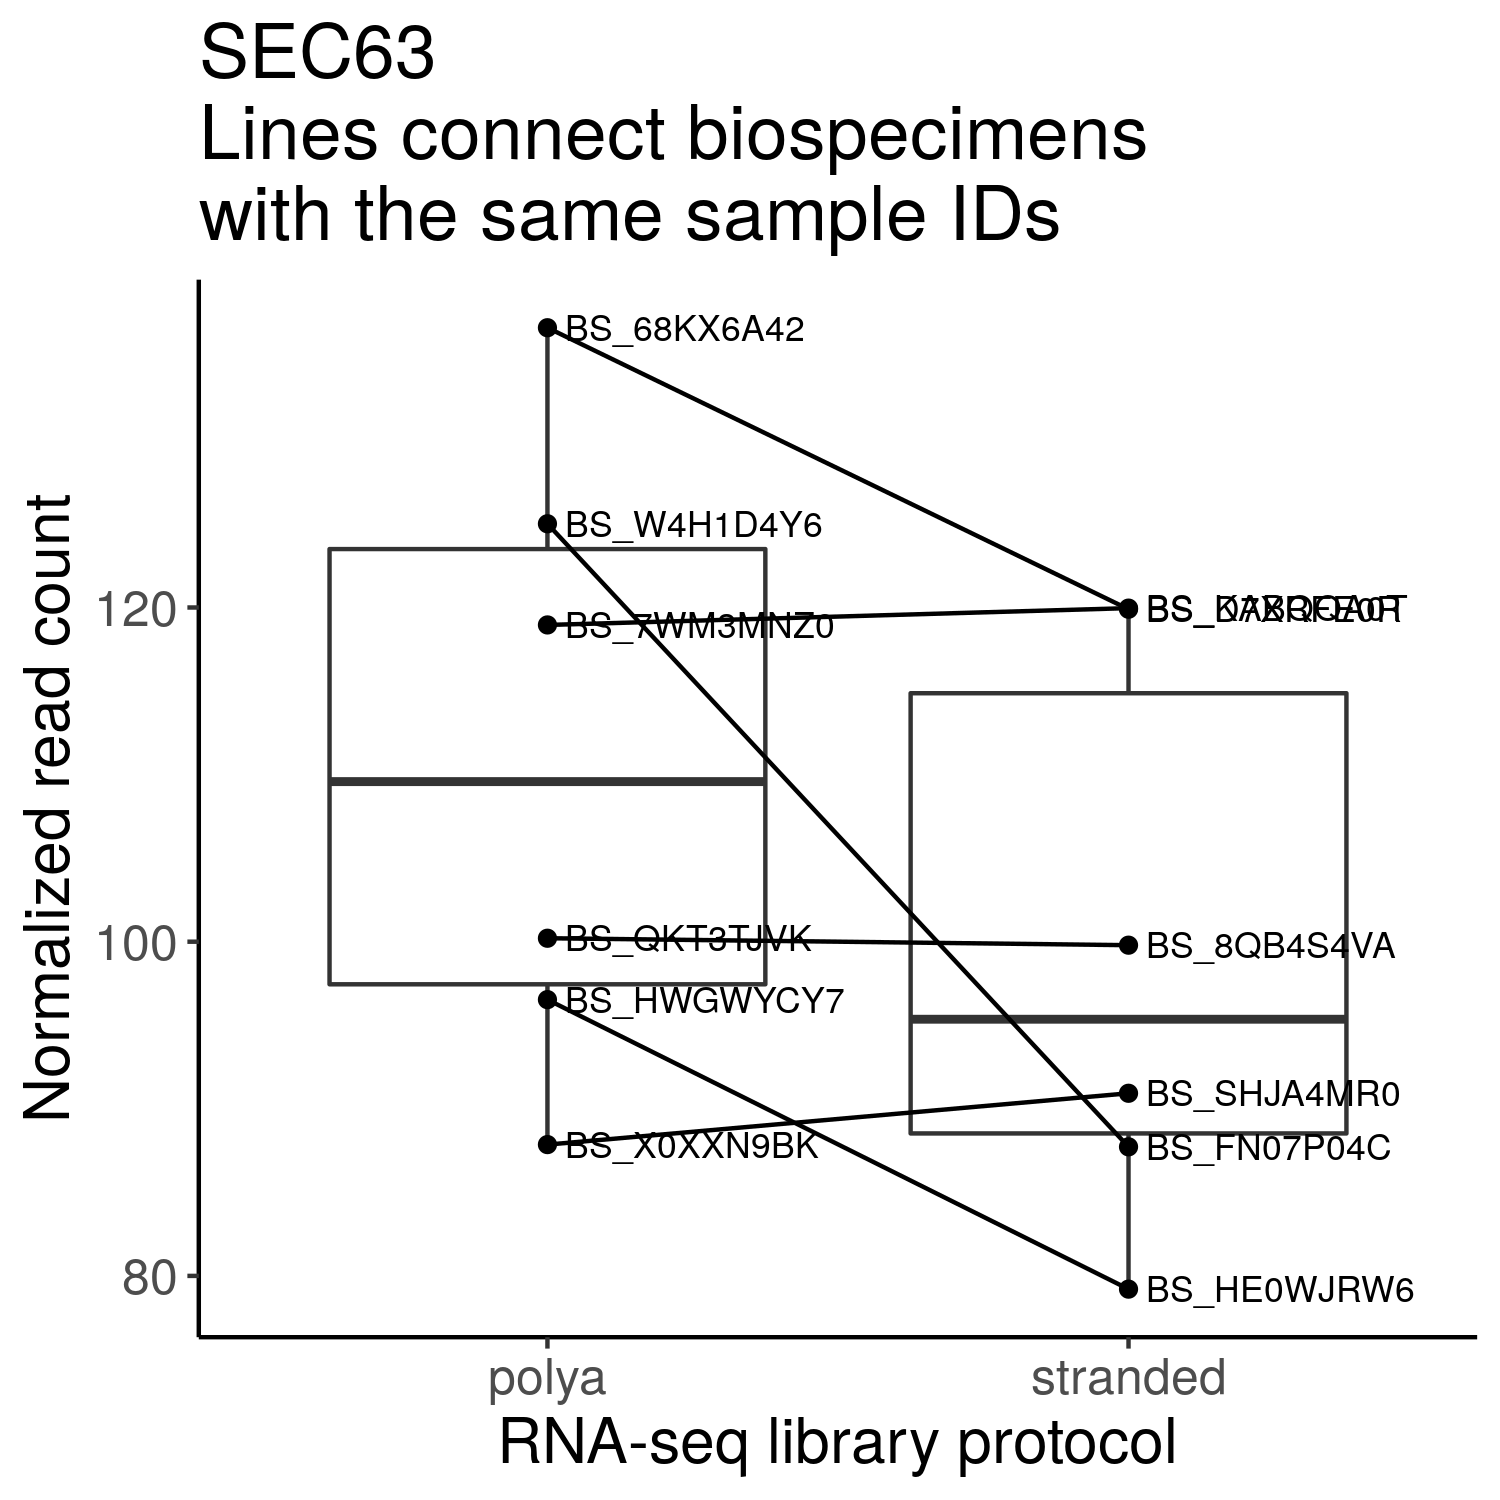 SEC63
Lines connect biospecimens
with the same sample IDs
Normalized read count
120
100
80
BS_68KX6A42
BS_W4H1D4Y6
BS_7WM3MNZ0
BS_QKT3TJVK
BS_8QB4S4VA
BS_HWGWYCY7
BS_SHJA4MR0
BS_X0XXN9BK
BS_FN07P04C
BS_HE0WJRW6
polya
stranded
RNA-seq library protocol